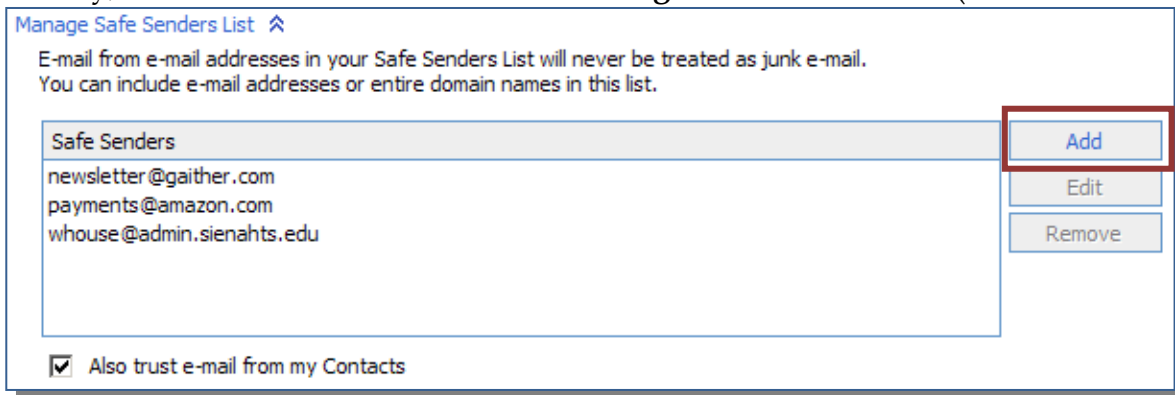 Manage Safe Senders List
E-mail from e-mail addresses in your Safe Senders List will never be treated as junk e-mail.
You can include e-mail addresses or entire domain names in this list.
Safe Senders
Add
newsletter@gaither.com
Edit
payments@amazon.com
whouse@admin.sienahts.edu
Remove
Also trust e-mail from my Contacts